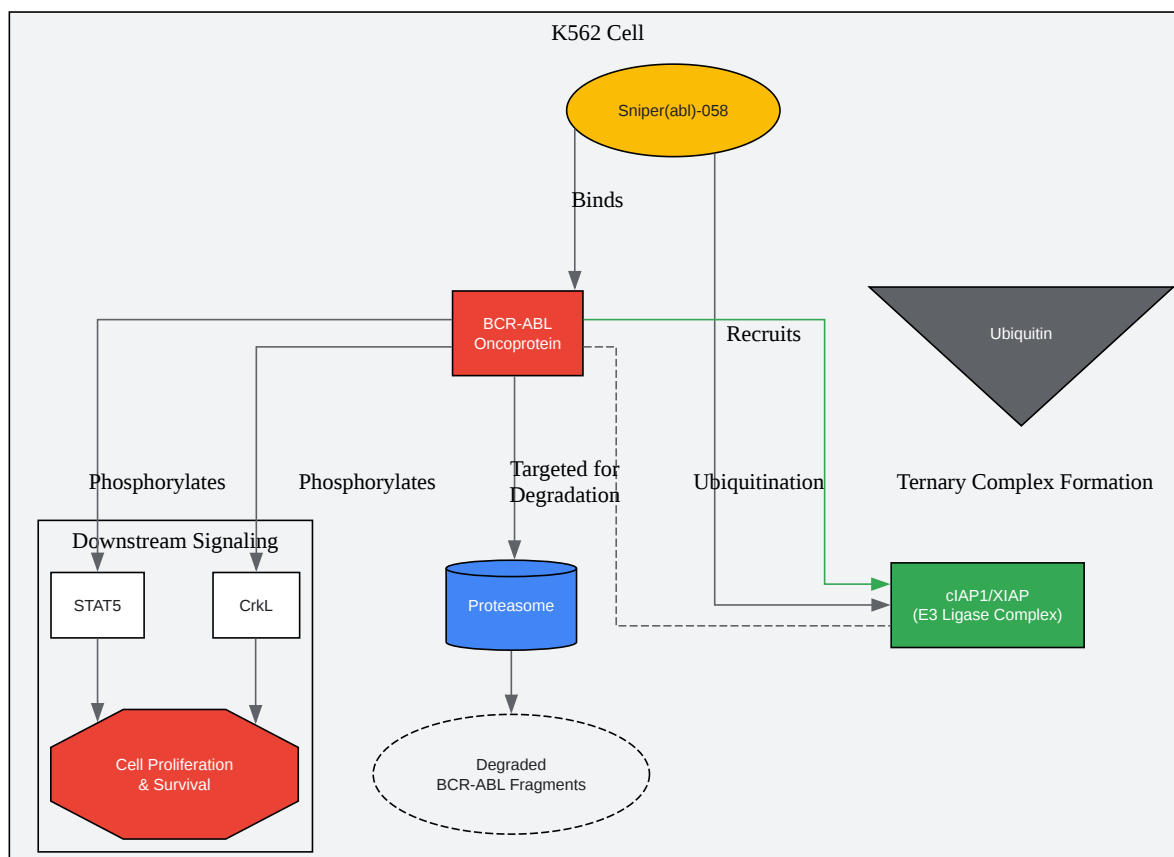 K562 Cell
Sniper(abl)-058
Binds
BCR-ABL
Oncoprotein
Recruits
Ubiquitin
Phosphorylates
Phosphorylates
Targeted for
Degradation
Ubiquitination
Ternary Complex Formation
Downstream Signaling
STAT5
CrkL
Proteasome
cIAP1/XIAP
(E3 Ligase Complex)
Cell Proliferation
& Survival
Degraded
BCR-ABL Fragments